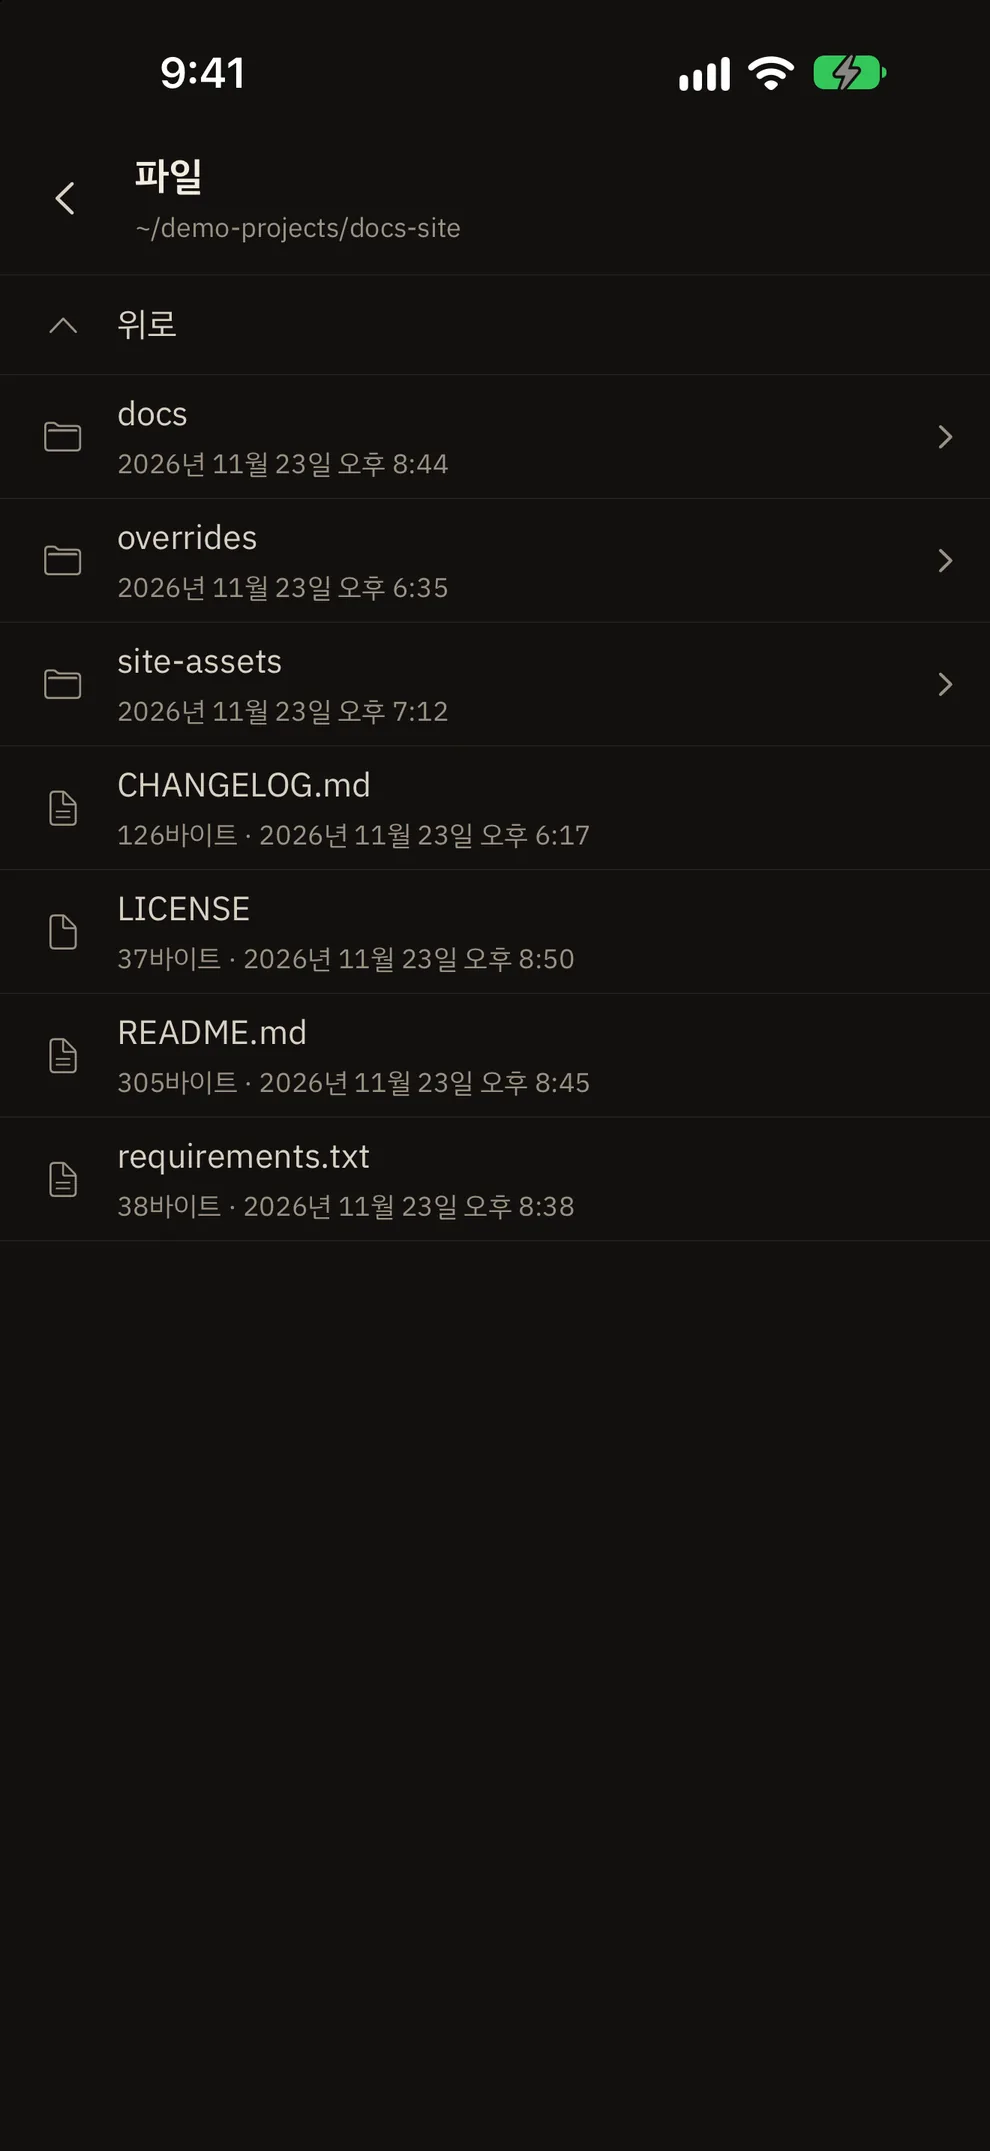 9:41
파일
~/demo-projects/docs-site
위로
docs
2026년 11월 23일 오후 8:44
overrides
2026년 11월 23일 오후 6:35
site-assets
2026년 11월 23일 오후 7:12
CHANGELOG.md
126바이트 · 2026년 11월 23일 오후 6:17
LICENSE
37바이트 · 2026년 11월 23일 오후 8:50
README.md
305바이트 · 2026년 11월 23일 오후 8:45
requirements.txt
38바이트 · 2026년 11월 23일 오후 8:38